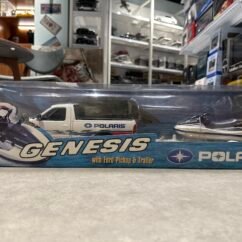 POLARIS
GENESIS
with Ford Pickup & Trailer
POLARIS